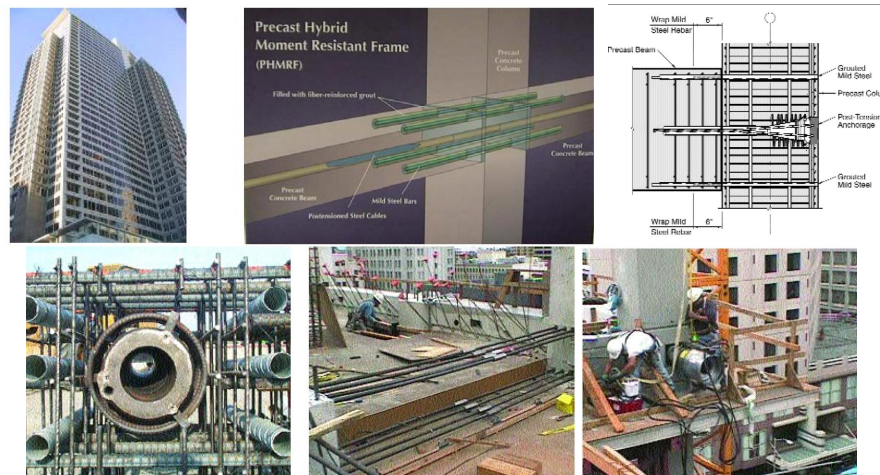 Precast Hybrid
Moment Resistant Frame
(PHMRF)
Precast
Concrete
Column
Filled with fiber-reinforced grout
Precast
Concrete Beam
Precast
Concrete Beam
Mild Steel Bars
Postensioned Steel Cables
Wrap Mild
Steel Rebar
6"
Precast Beam
Grouted
Mild Steel
Precast Colu
Post-Tension
Anchorage
Grouted
Mild Steel
Wrap Mild
Steel Rebar
6"